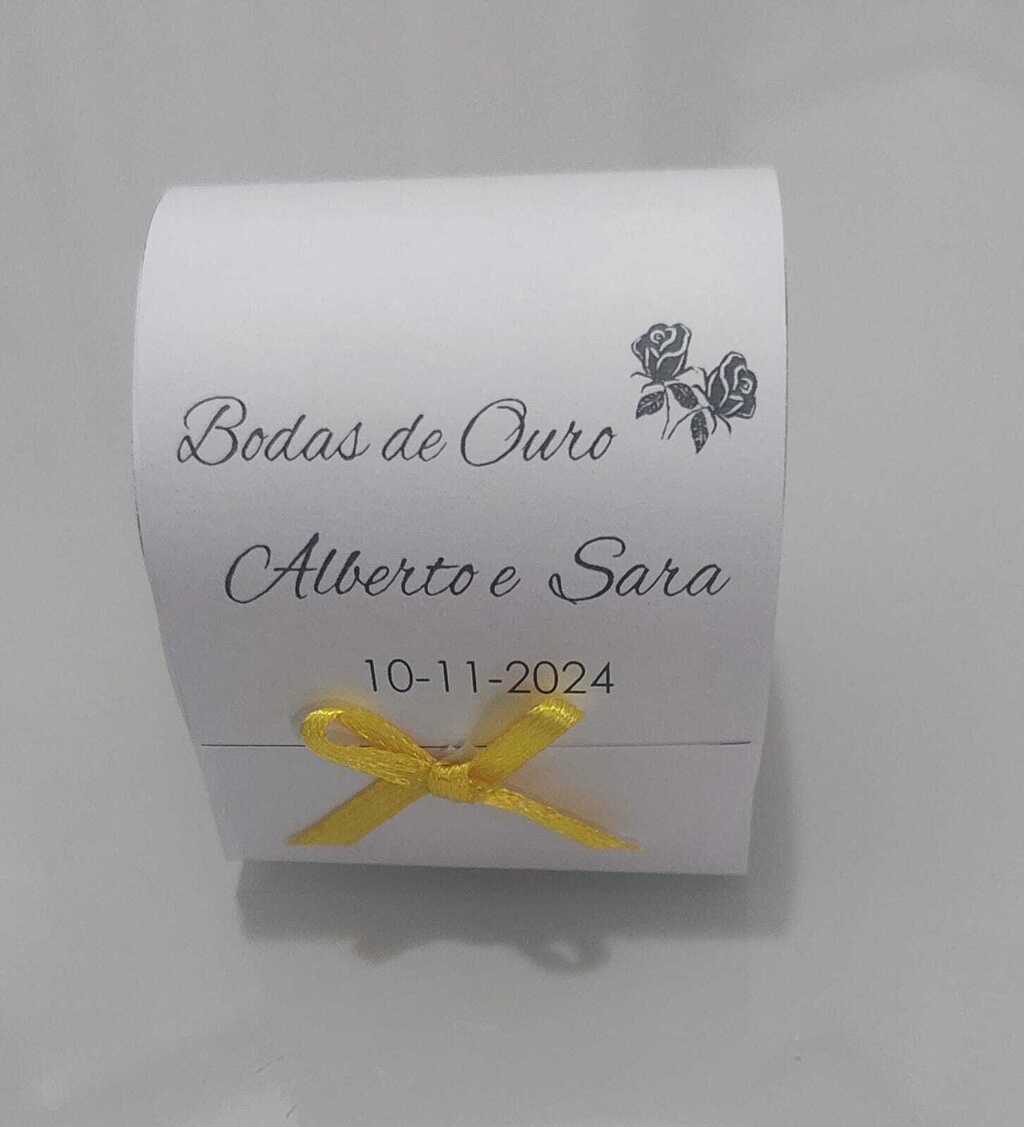 Bodas de Ouro
Alberto e Sara
10-11-2024